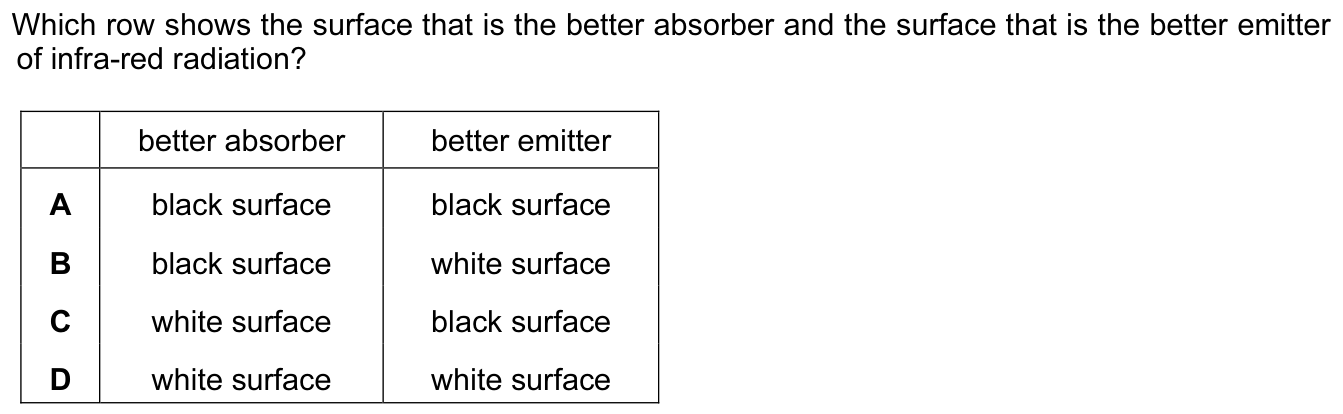 Which row shows the surface that is the better absorber and the surface that is the better emitter
of infra-red radiation?
better absorber better emitter
A black surface black surface
B black surface white surface
C white surface black surface
D white surface white surface